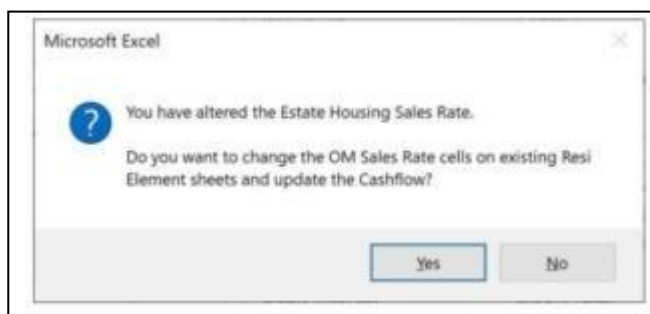 Microsoft Excel
You have altered the Estate Housing Sales Rate.
Do you want to change the OM Sales Rate cells on existing Resi
Element sheets and update the Cashflow?
Yes
No